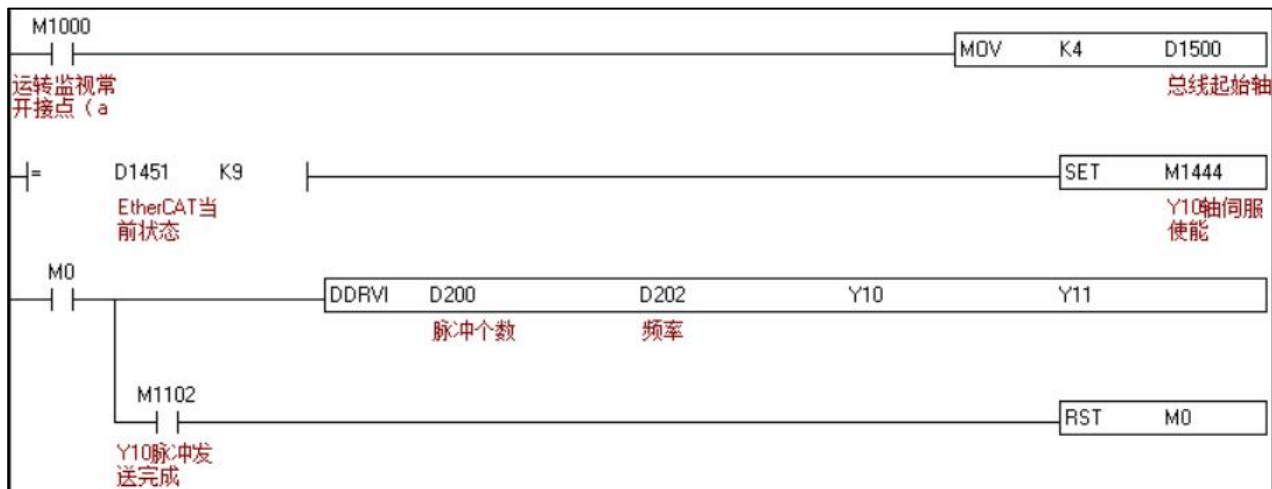 M1000
MOV K4 D1500
运转监视常
开接点（a
总线起始轴
= D1451 K9
SET M1444
EtherCAT当
前状态
Y10轴伺服
使能
M0
DDRVI D200 D202 Y10 Y11
脉冲个数 频率
M1102
RST M0
Y10脉冲发
送完成